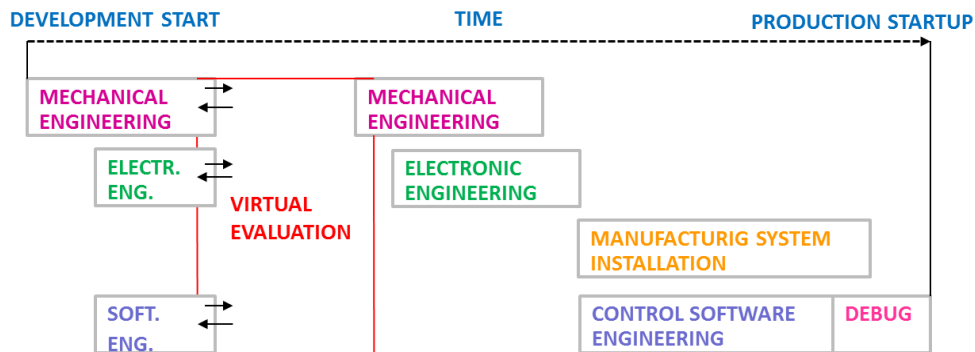 DEVELOPMENT START
TIME
PRODUCTION STARTUP
MECHANICAL
ENGINEERING
MECHANICAL
ENGINEERING
ELECTR.
ENG.
ELECTRONIC
ENGINEERING
VIRTUAL
EVALUATION
MANUFACTURIG SYSTEM
INSTALLATION
SOFT.
ENG.
CONTROL SOFTWARE
ENGINEERING
DEBUG